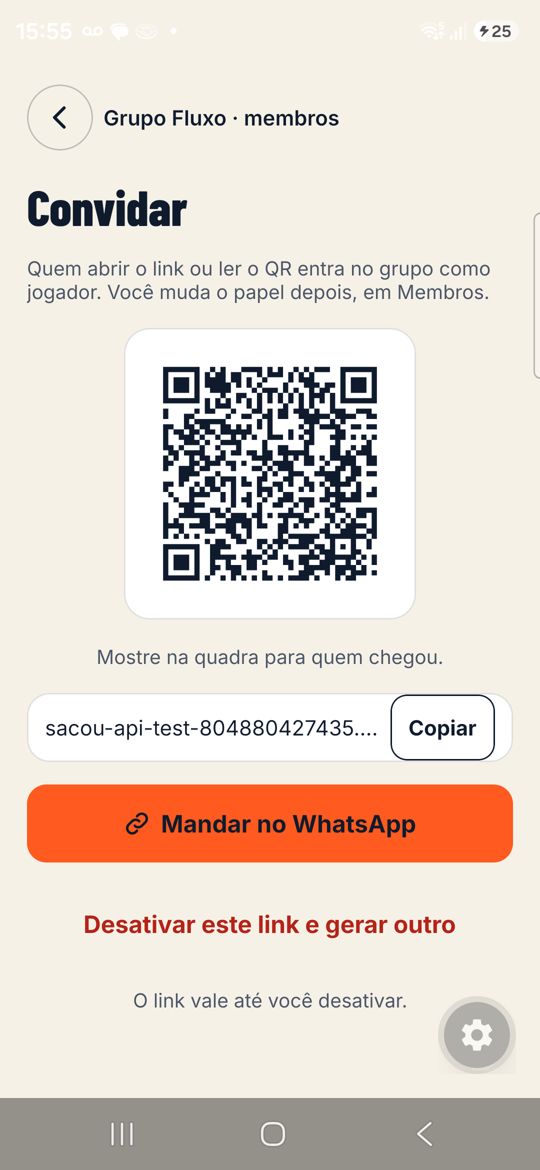 15:55
25
Grupo Fluxo · membros
Convidar
Quem abrir o link ou ler o QR entra no grupo como
jogador. Você muda o papel depois, em Membros.
Mostre na quadra para quem chegou.
sacou-api-test-804880427435.... Copiar
Mandar no WhatsApp
Desativar este link e gerar outro
O link vale até você desativar.